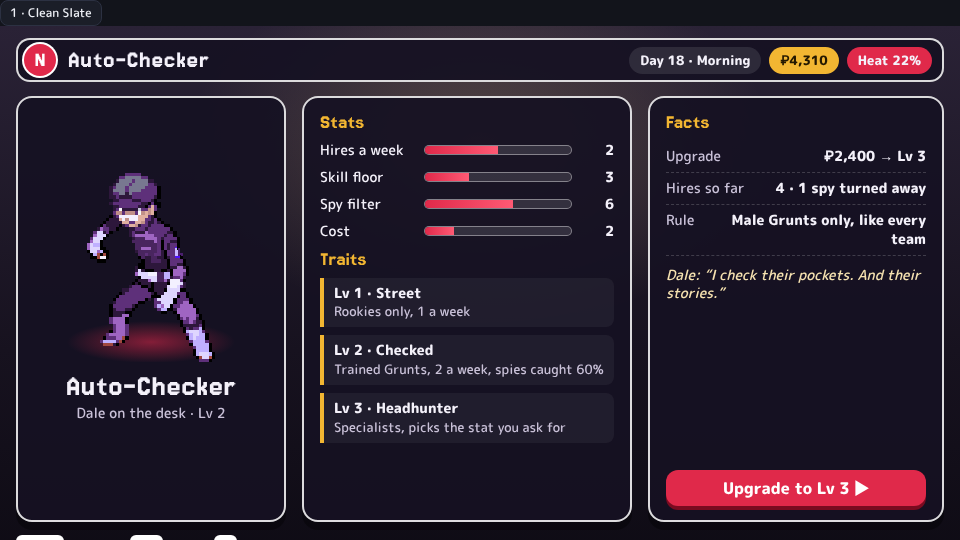 1 · Clean Slate
N
Auto-Checker
Day 18 · Morning
₽4,310
Heat 22%
Auto-Checker
Dale on the desk · Lv 2
Stats
Hires a week 2
Skill floor 3
Spy filter 6
Cost 2
Traits
Lv 1 · Street
Rookies only, 1 a week
Lv 2 · Checked
Trained Grunts, 2 a week, spies caught 60%
Lv 3 · Headhunter
Specialists, picks the stat you ask for
Facts
Upgrade ₽2,400 → Lv 3
Hires so far 4 · 1 spy turned away
Rule Male Grunts only, like every
team
Dale: “I check their pockets. And their
stories.”
Upgrade to Lv 3 ▶